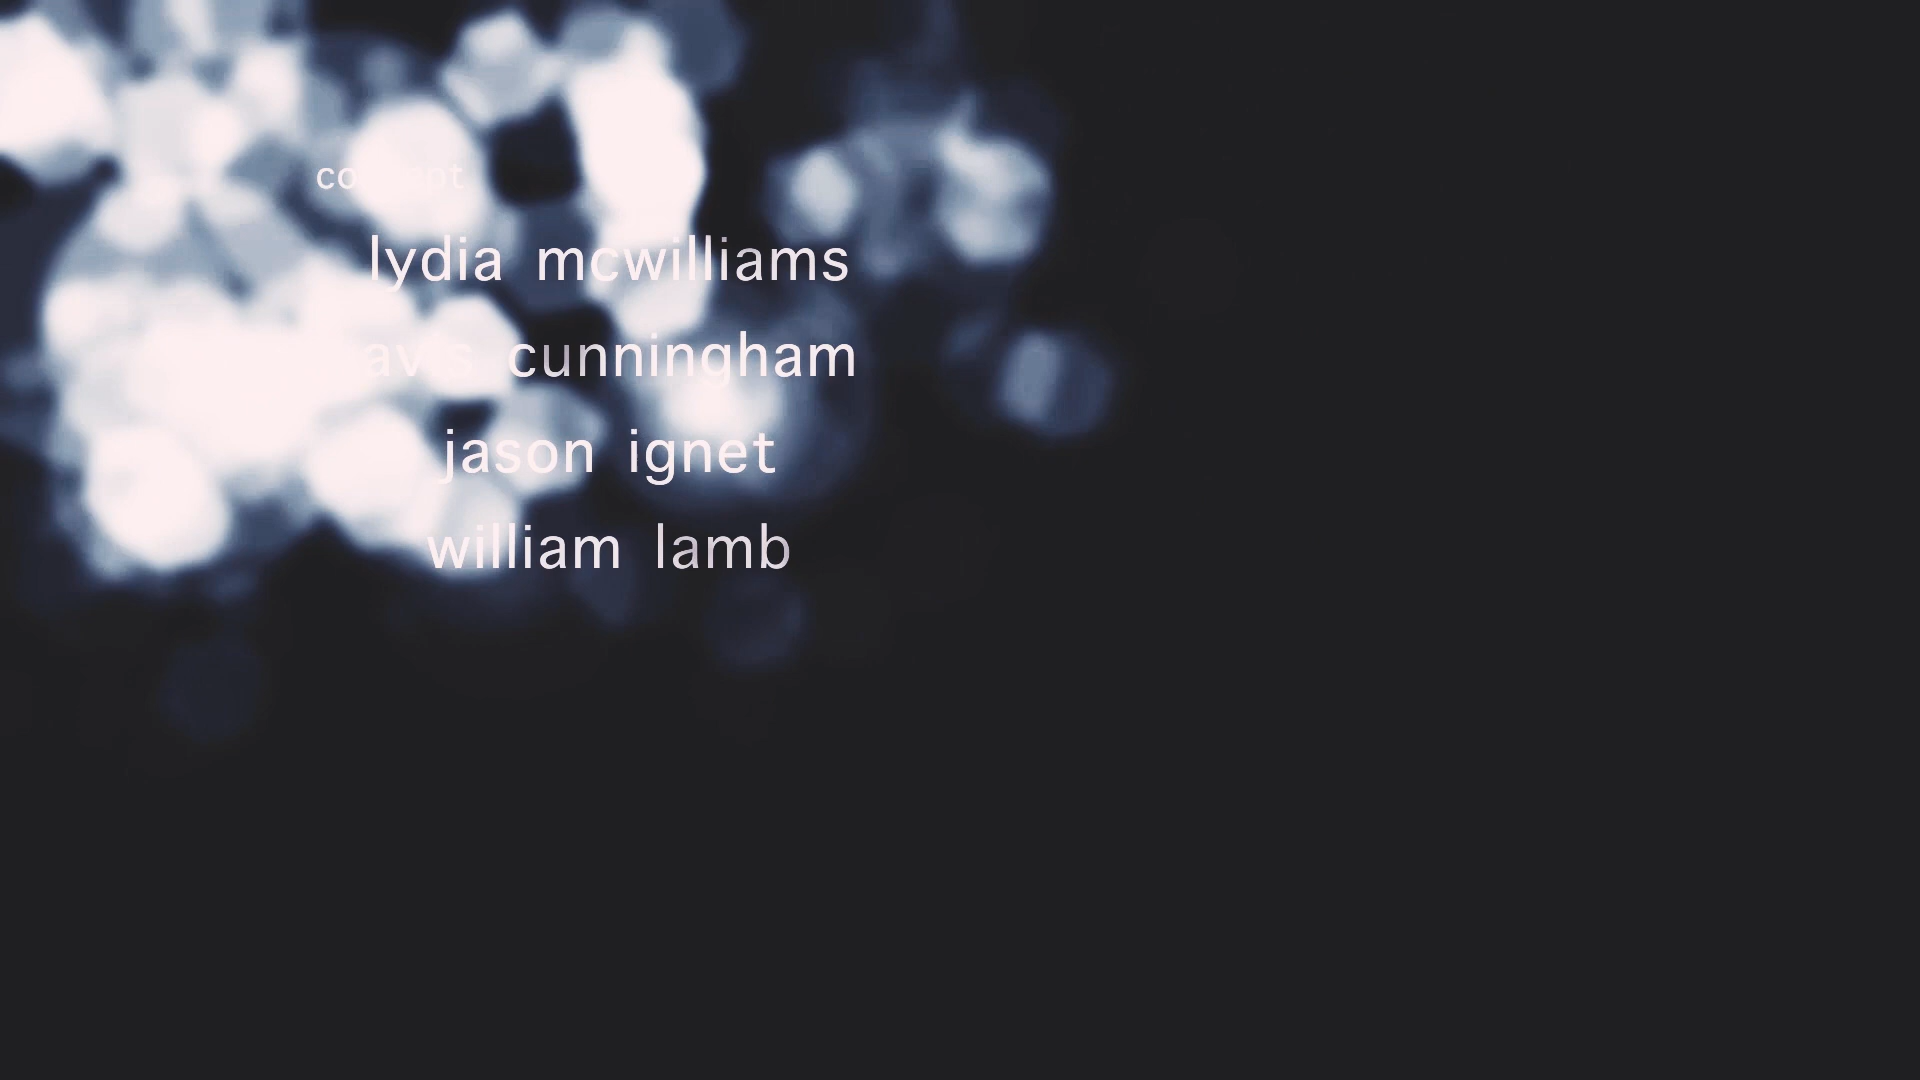 lydia mcwilliams
cunningham
jason ignet
william lamb